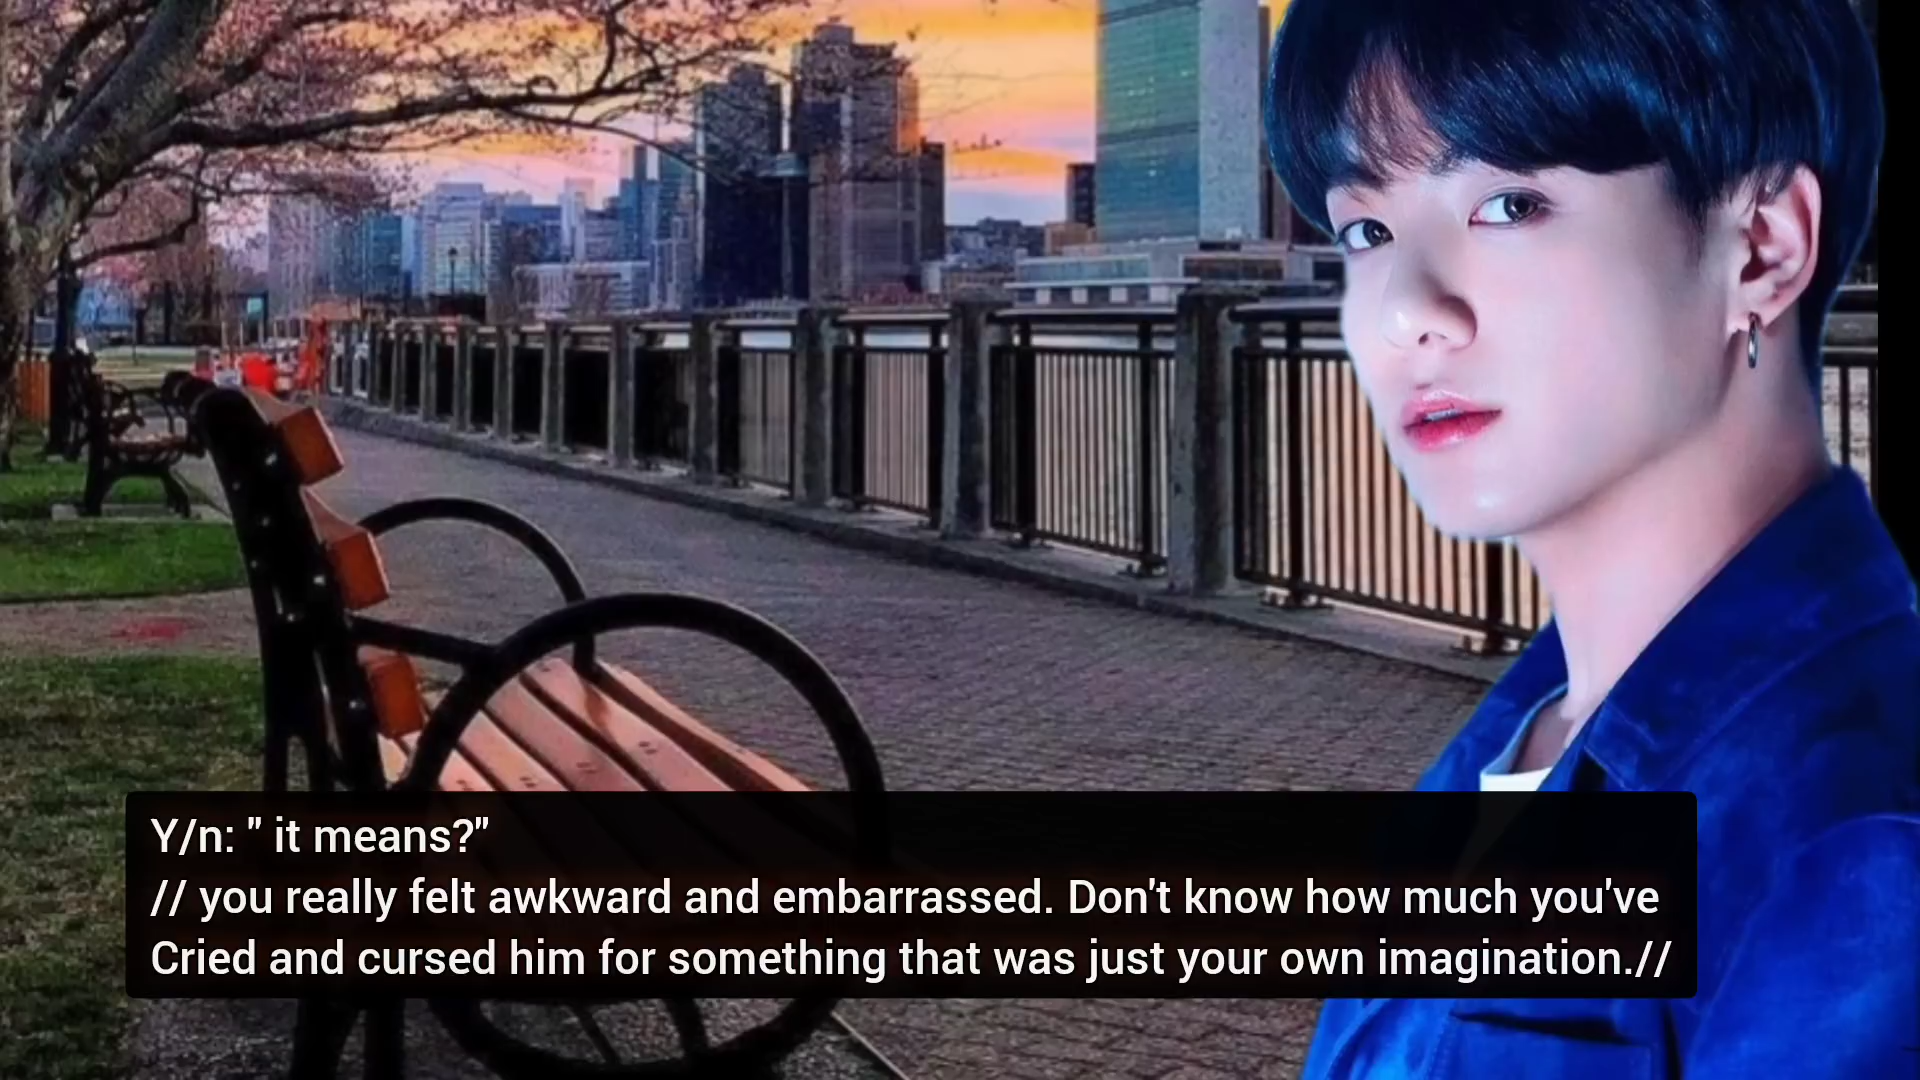 Y/n: " it means?"
// you really felt awkward and embarrassed. Don't know how much you've
Cried and cursed him for something that was just your own imagination.//